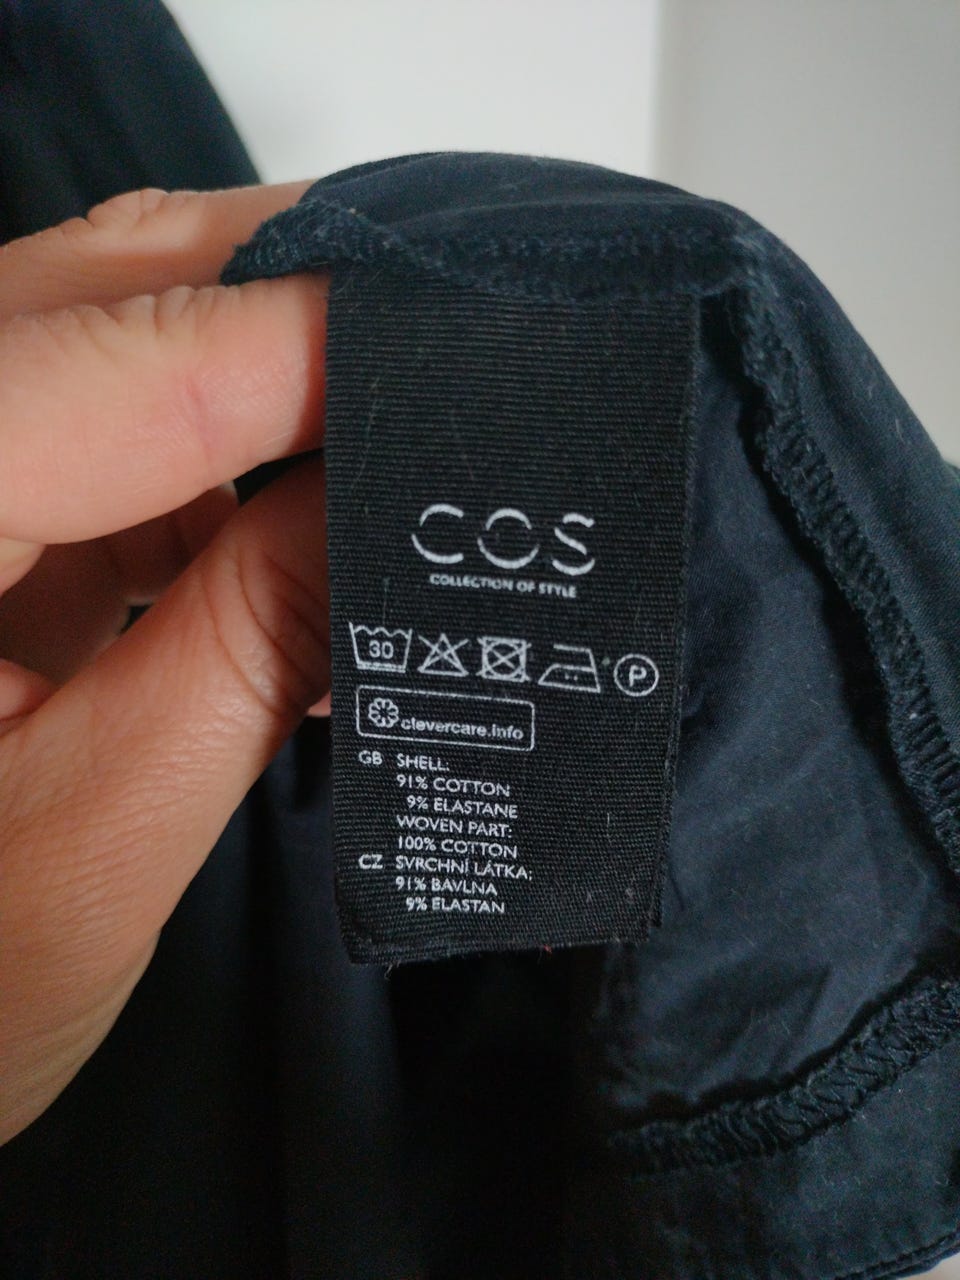 COS
COLLECTION OF STYLE
30 P
clevercare.info
GB SHELL:
91% COTTON
9% ELASTANE
WOVEN PART:
100% COTTON
CZ SVRCHNÍ LÁTKA:
91% BAVLNA
9% ELASTAN